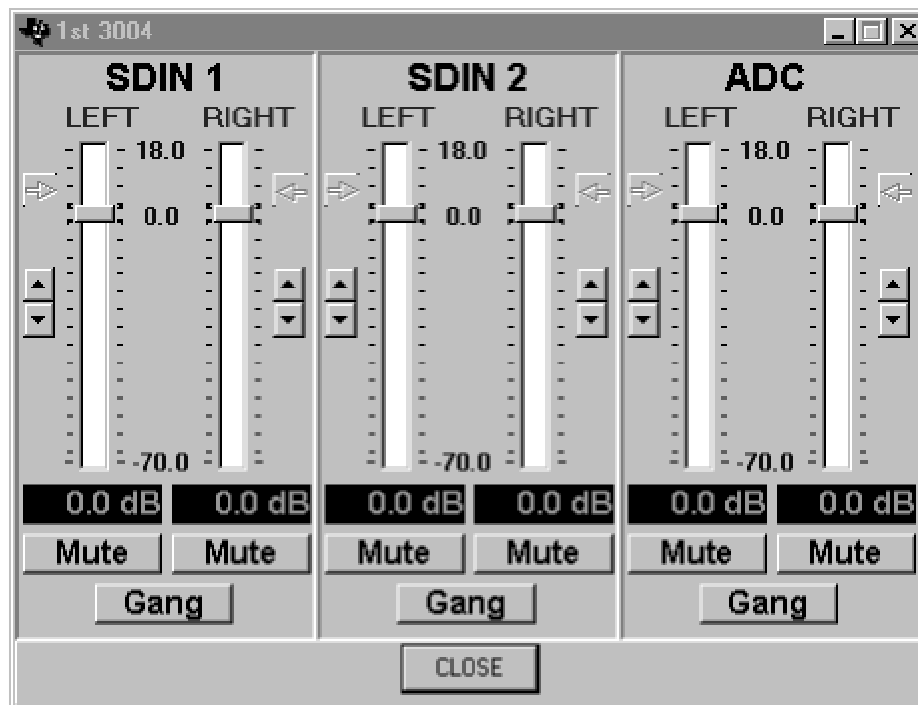 1st 3004
SDIN 1
LEFT RIGHT
18.0
0.0
-70.0
0.0 dB 0.0 dB
Mute Mute
Gang
SDIN 2
LEFT RIGHT
18.0
0.0
-70.0
0.0 dB 0.0 dB
Mute Mute
Gang
ADC
LEFT RIGHT
18.0
0.0
-70.0
0.0 dB 0.0 dB
Mute Mute
Gang
CLOSE